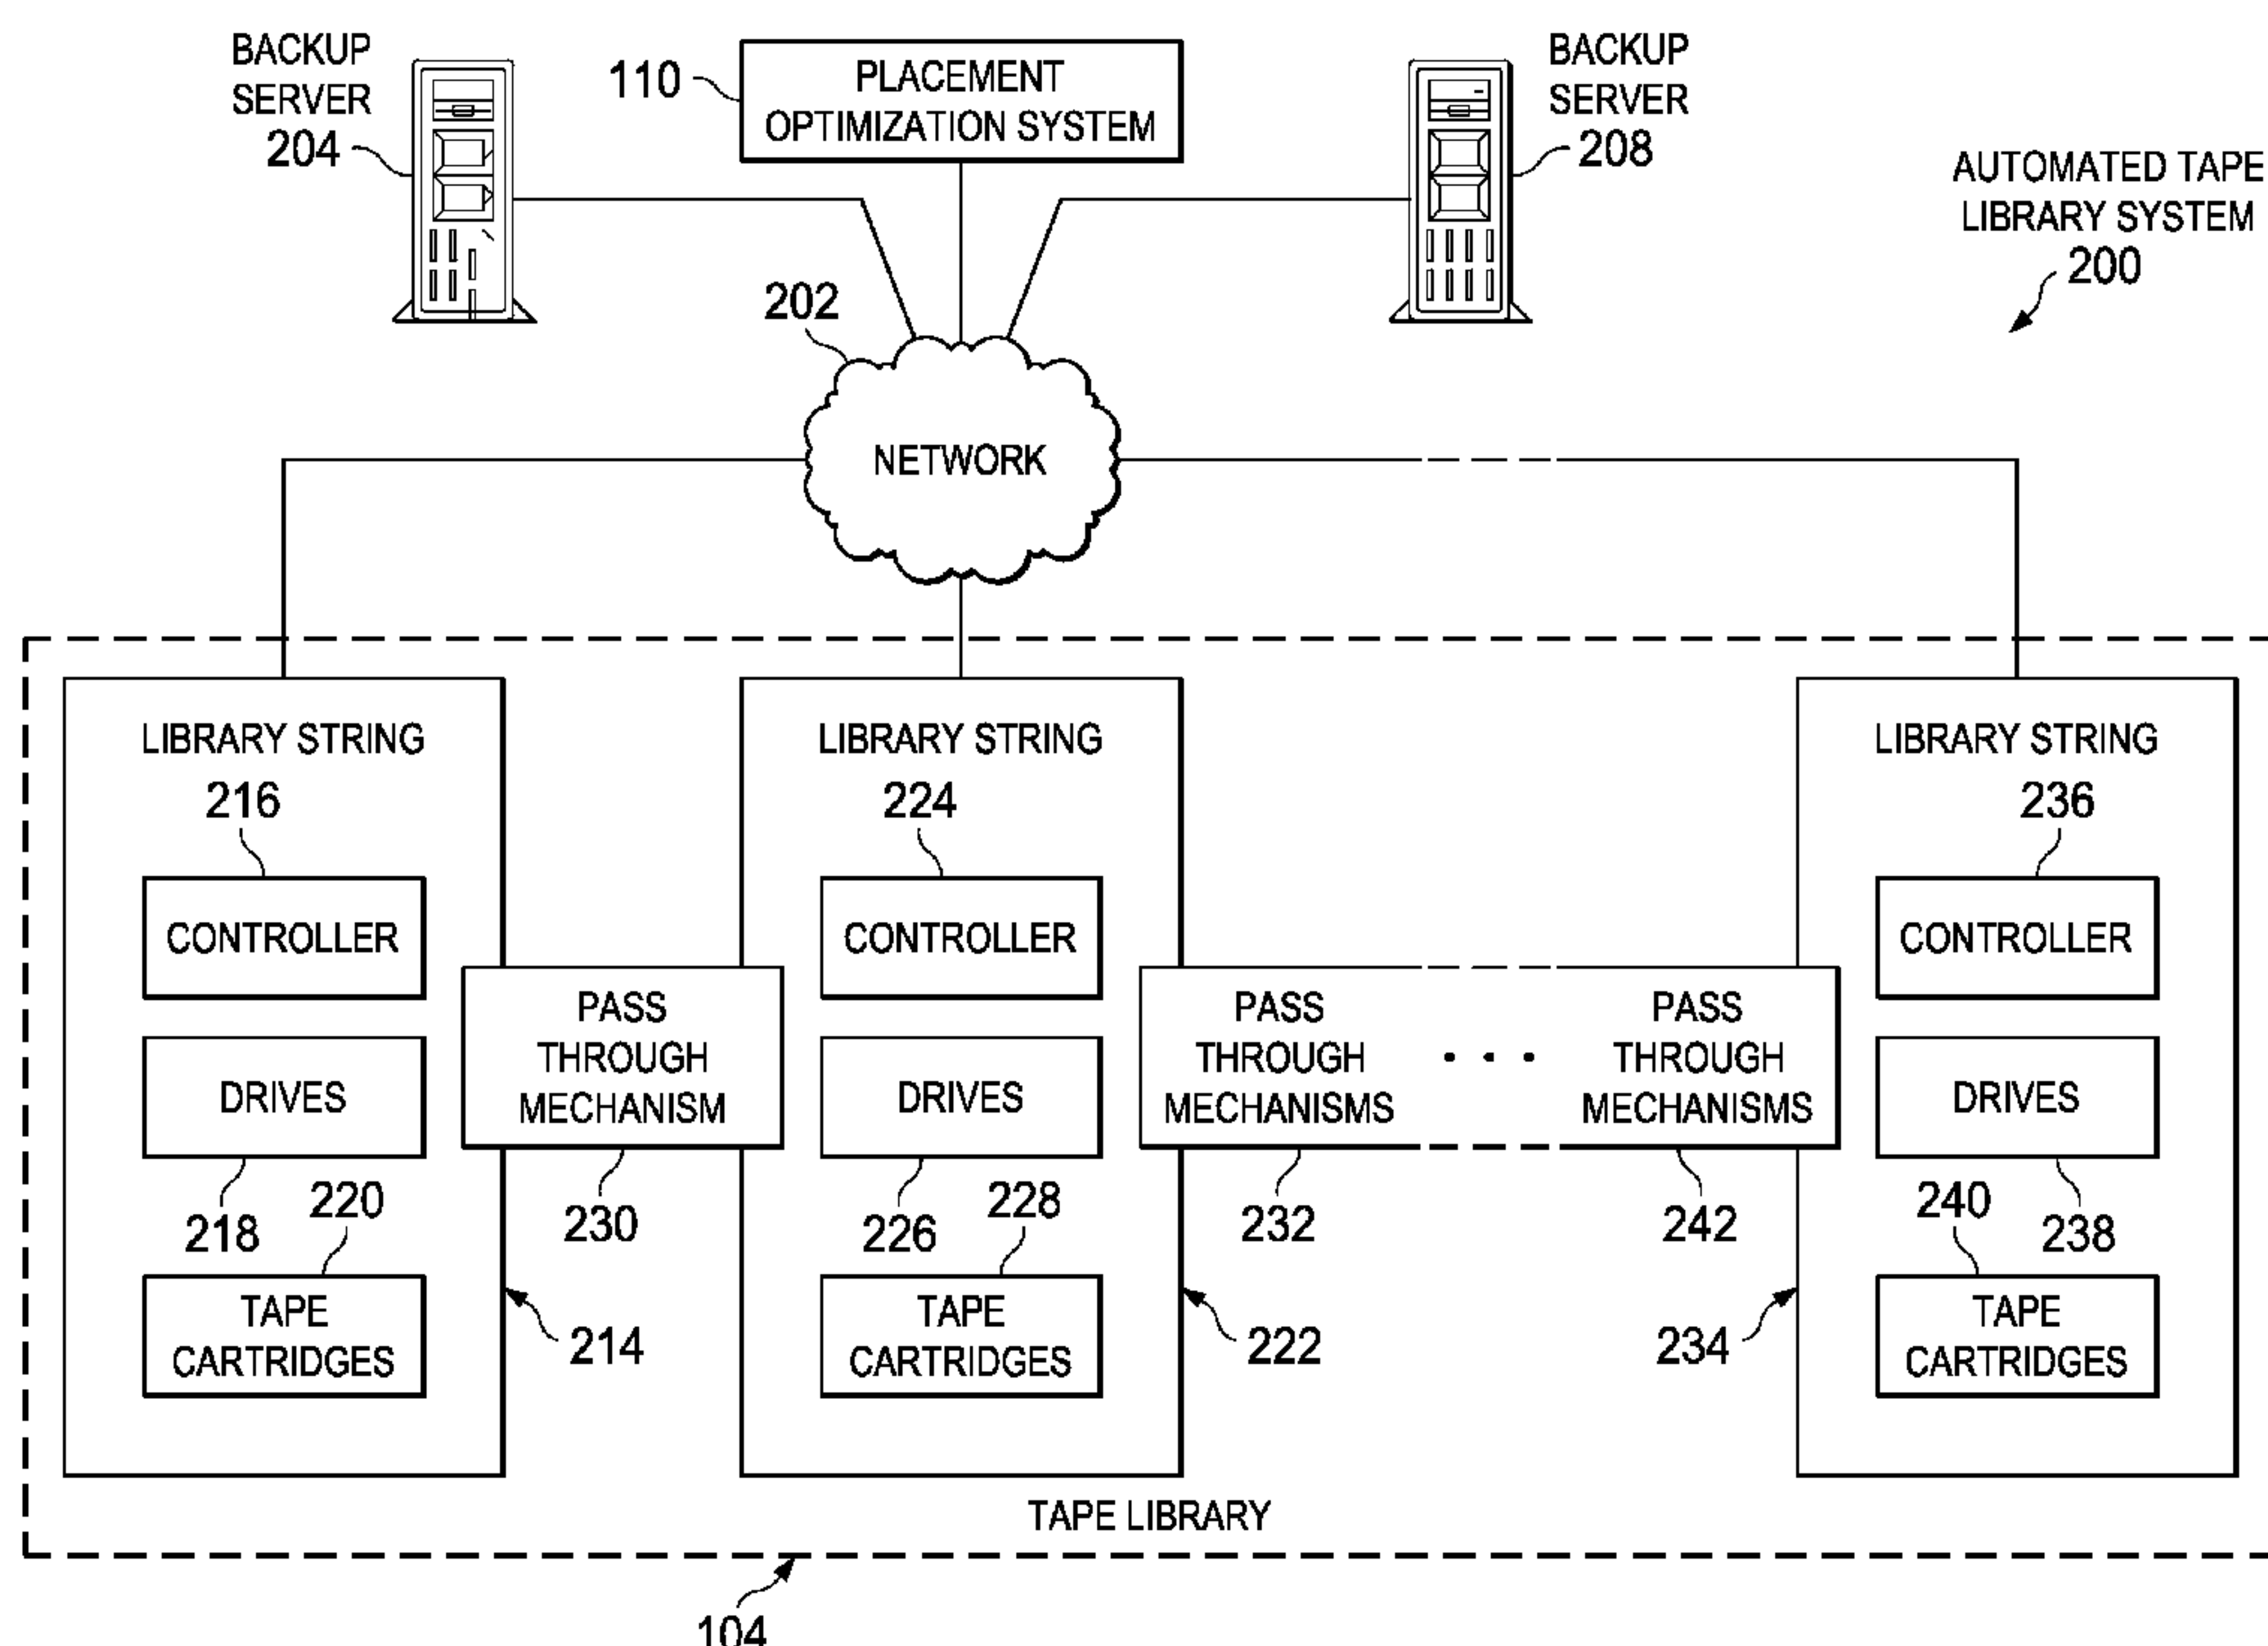 BACKUP
SERVER
204
110
PLACEMENT
OPTIMIZATION SYSTEM
BACKUP
SERVER
208
AUTOMATED TAPE
LIBRARY SYSTEM
200
202
NETWORK
LIBRARY STRING
216
CONTROLLER
DRIVES
218
220
TAPE
CARTRIDGES
214
PASS
THROUGH
MECHANISM
230
LIBRARY STRING
224
CONTROLLER
DRIVES
226
228
TAPE
CARTRIDGES
222
PASS
THROUGH
MECHANISMS
232
. . .
PASS
THROUGH
MECHANISMS
242
LIBRARY STRING
236
CONTROLLER
DRIVES
238
240
TAPE
CARTRIDGES
234
TAPE LIBRARY
104